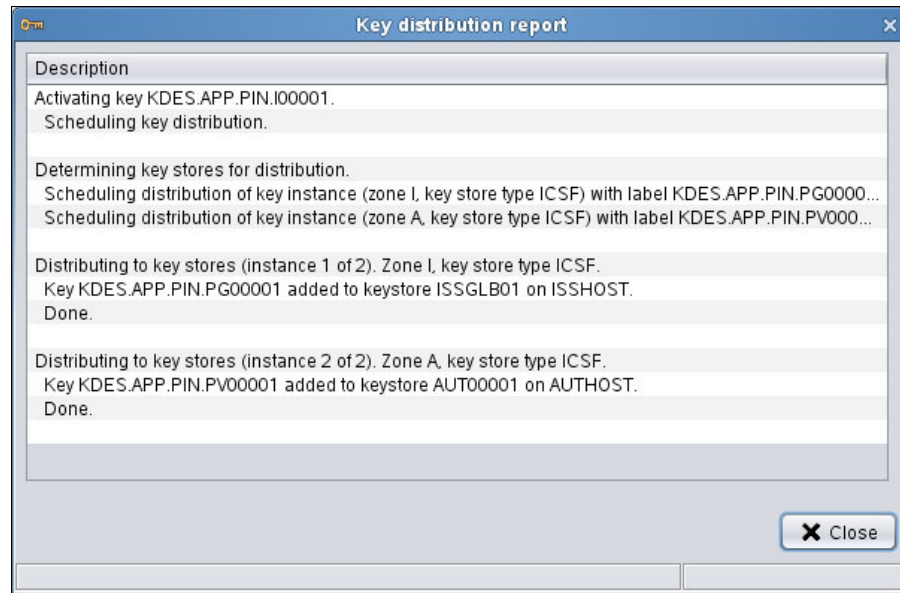 Key distribution report
Description
Activating key KDES.APP.PIN.I00001.
Scheduling key distribution.
Determining key stores for distribution.
Scheduling distribution of key instance (zone I, key store type ICSF) with label KDES.APP.PIN.PG0000...
Scheduling distribution of key instance (zone A, key store type ICSF) with label KDES.APP.PIN.PV000...
Distributing to key stores (instance 1 of 2). Zone I, key store type ICSF.
Key KDES.APP.PIN.PG00001 added to keystore ISSGLB01 on ISSHOST.
Done.
Distributing to key stores (instance 2 of 2). Zone A, key store type ICSF.
Key KDES.APP.PIN.PV00001 added to keystore AUT00001 on AUTHOST.
Done.
Close